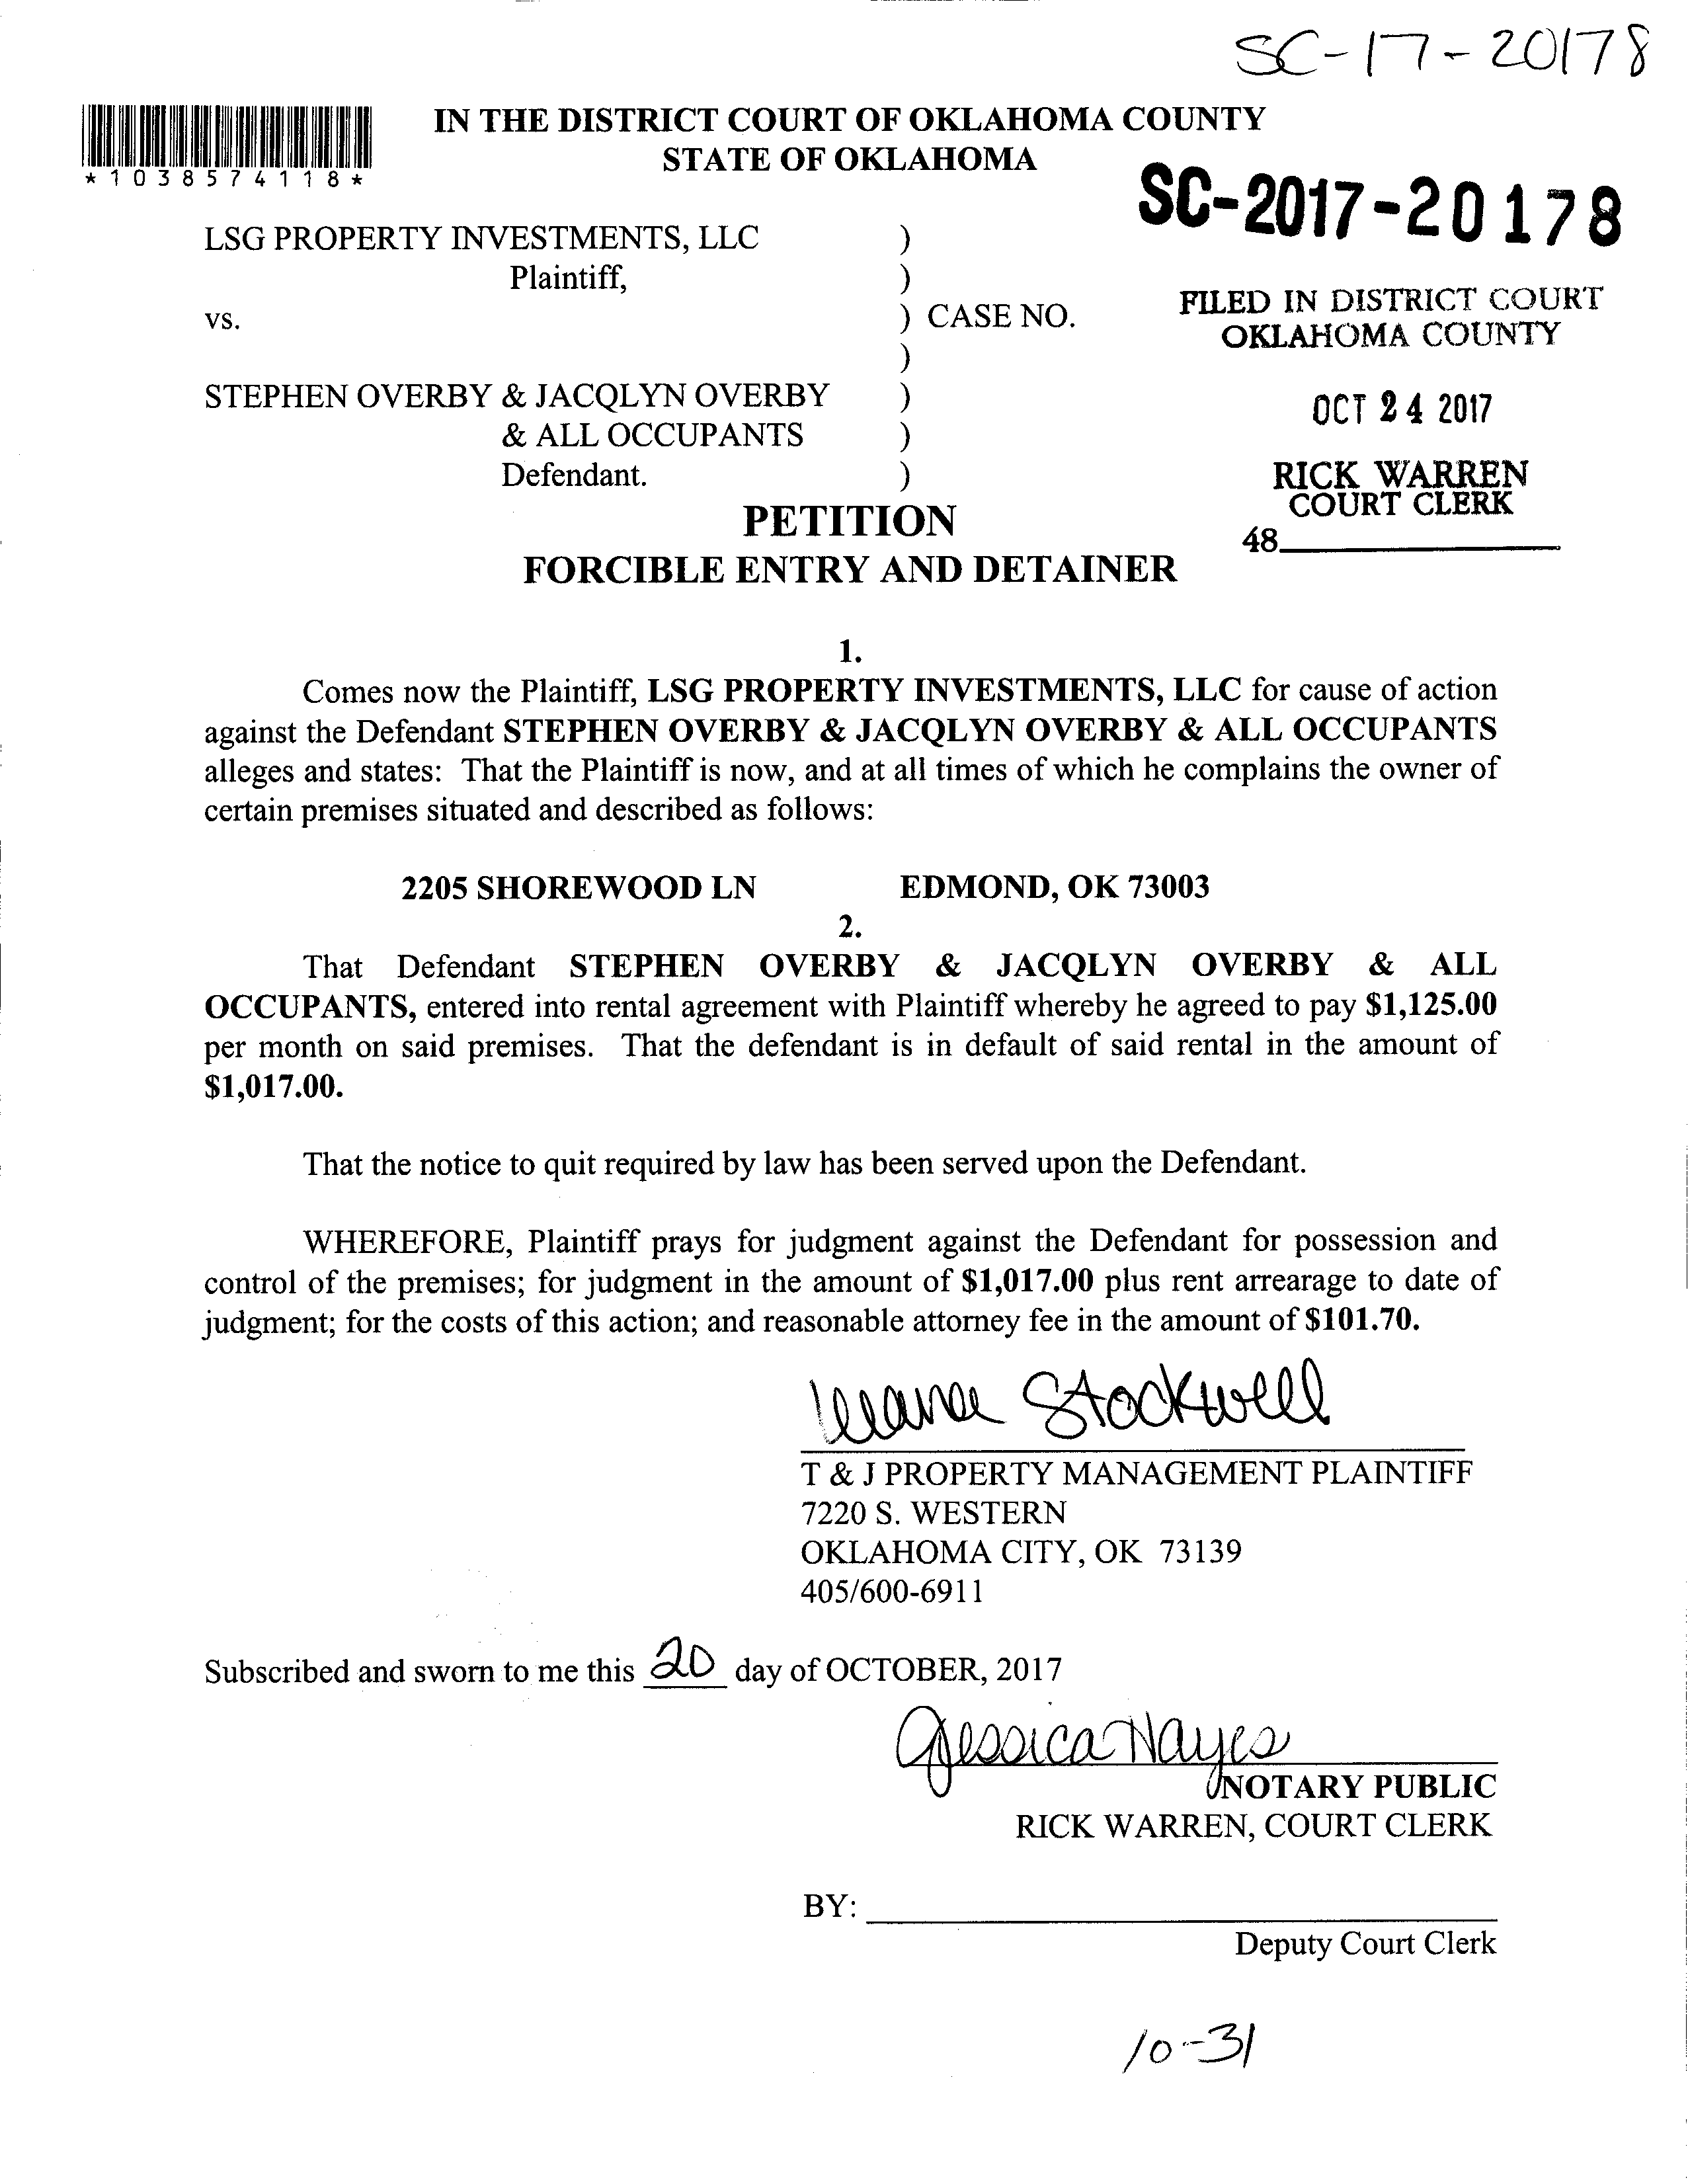 SC-17-20178
*1038574118*
IN THE DISTRICT COURT OF OKLAHOMA COUNTY
STATE OF OKLAHOMA
SC-2017-20178
LSG PROPERTY INVESTMENTS, LLC )
Plaintiff, )
vs. ) CASE NO.
)
STEPHEN OVERBY & JACQLYN OVERBY )
& ALL OCCUPANTS )
Defendant. )
FILED IN DISTRICT COURT
OKLAHOMA COUNTY
OCT 24 2017
RICK WARREN
COURT CLERK
48
PETITION
FORCIBLE ENTRY AND DETAINER
1.
Comes now the Plaintiff, LSG PROPERTY INVESTMENTS, LLC for cause of action
against the Defendant STEPHEN OVERBY & JACQLYN OVERBY & ALL OCCUPANTS
alleges and states: That the Plaintiff is now, and at all times of which he complains the owner of
certain premises situated and described as follows:
2205 SHOREWOOD LN EDMOND, OK 73003
2.
That Defendant STEPHEN OVERBY & JACQLYN OVERBY & ALL
OCCUPANTS, entered into rental agreement with Plaintiff whereby he agreed to pay $1,125.00
per month on said premises. That the defendant is in default of said rental in the amount of
$1,017.00.
That the notice to quit required by law has been served upon the Defendant.
WHEREFORE, Plaintiff prays for judgment against the Defendant for possession and
control of the premises; for judgment in the amount of $1,017.00 plus rent arrearage to date of
judgment; for the costs of this action; and reasonable attorney fee in the amount of $101.70.
Stockwell
T & J PROPERTY MANAGEMENT PLAINTIFF
7220 S. WESTERN
OKLAHOMA CITY, OK 73139
405/600-6911
Subscribed and sworn to me this 20 day of OCTOBER, 2017
Jessica Hayes
NOTARY PUBLIC
RICK WARREN, COURT CLERK
BY:
Deputy Court Clerk
10-31